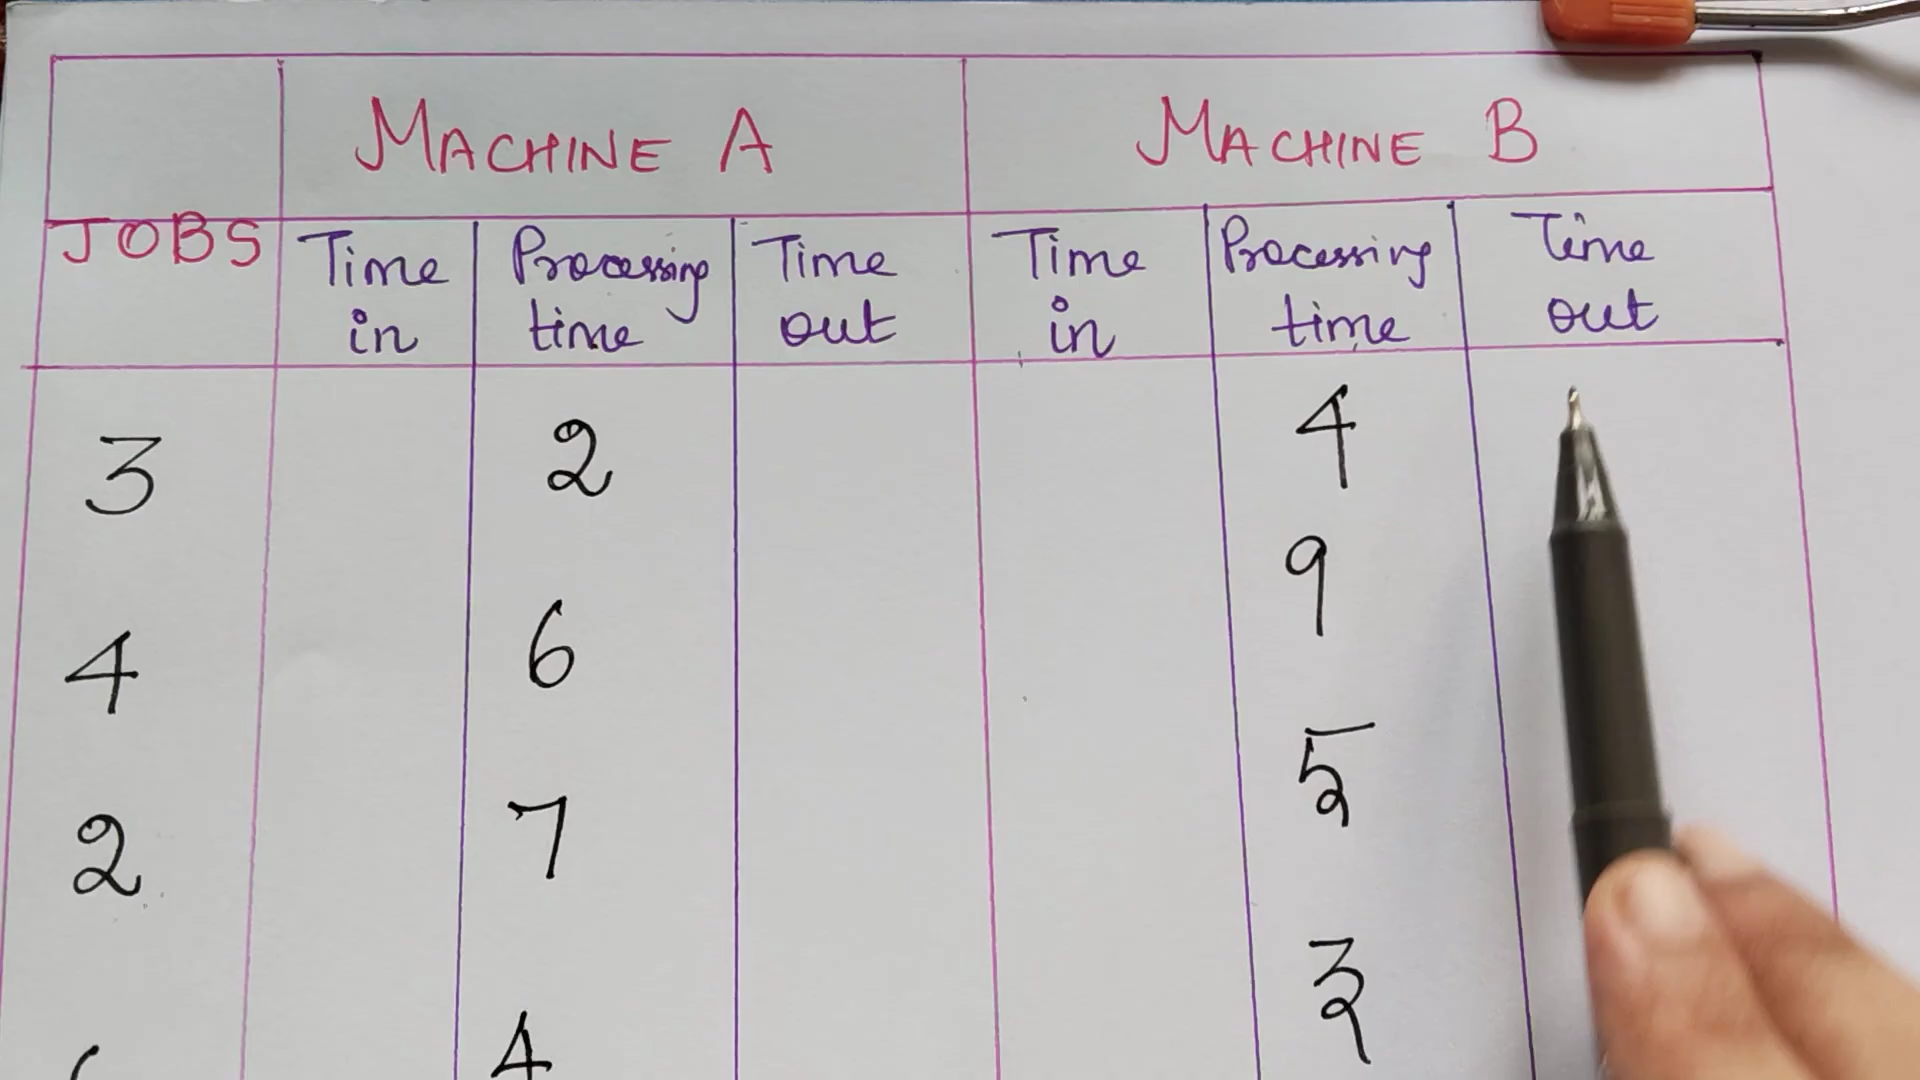 MACHINE A MACHINE B
JOBS Time in Processing time Time out Time in Processing time Time out
3 2 4
4 6 9
2 7 5
4 3